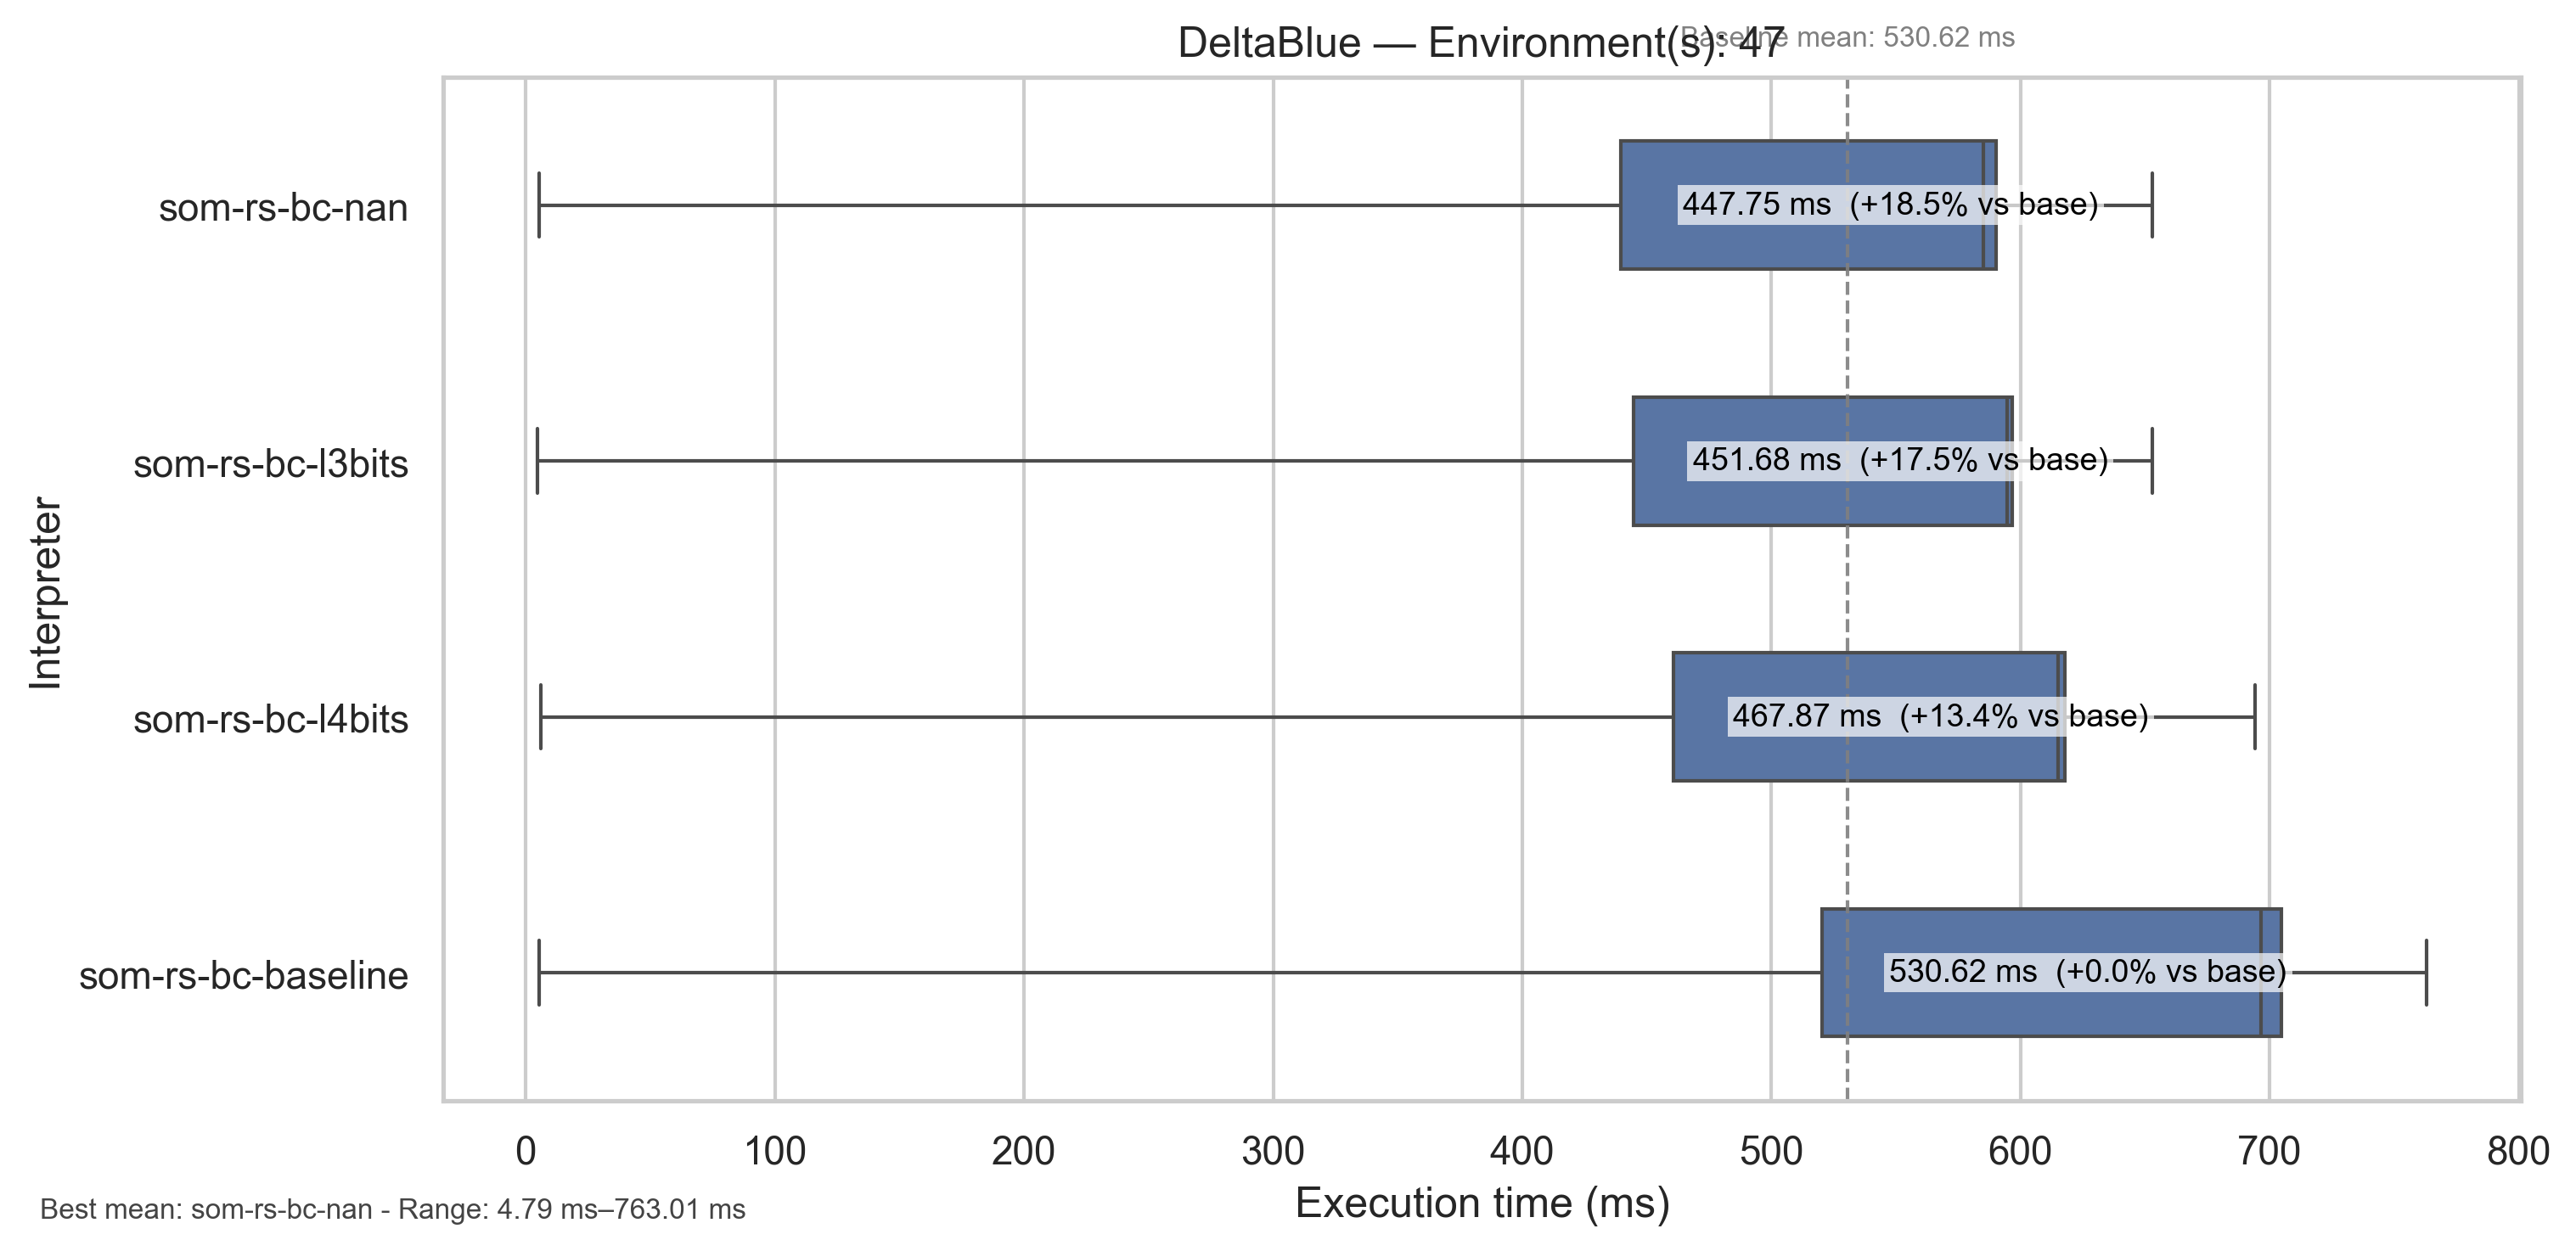 DeltaBlue — Environment(s): 47
Baseline mean: 530.62 ms
Interpreter
som-rs-bc-nan
447.75 ms (+18.5% vs base)
som-rs-bc-l3bits
451.68 ms (+17.5% vs base)
som-rs-bc-l4bits
467.87 ms (+13.4% vs base)
som-rs-bc-baseline
530.62 ms (+0.0% vs base)
0 100 200 300 400 500 600 700 800
Execution time (ms)
Best mean: som-rs-bc-nan - Range: 4.79 ms–763.01 ms